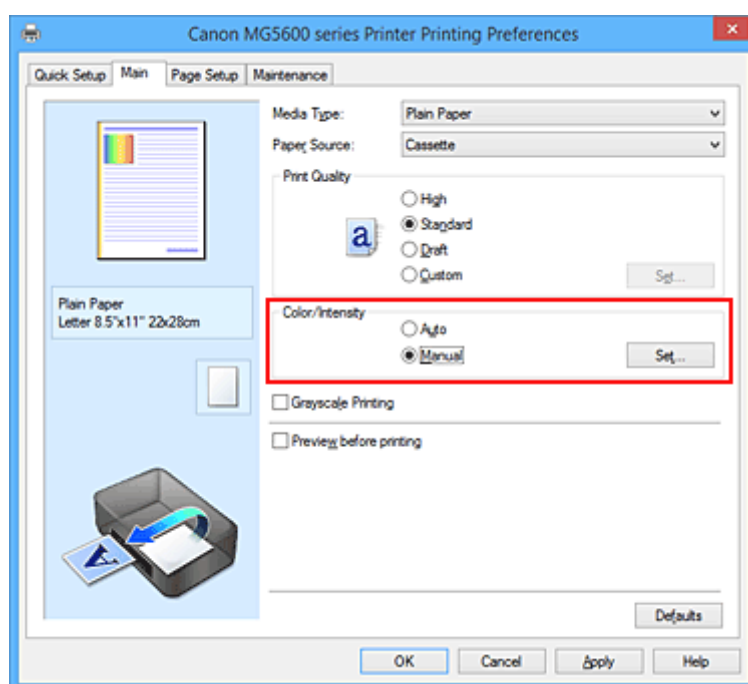 Canon MG5600 series Printer Printing Preferences
Quick Setup Main Page Setup Maintenance
Media Type: Plain Paper
Paper Source: Cassette
Print Quality
High
Standard
Draft
Custom
Set...
a
Plain Paper
Letter 8.5"x11" 22x28cm
Color/Intensity
Auto
Manual
Set...
Grayscale Printing
Preview before printing
A
Defaults
OK Cancel Apply Help